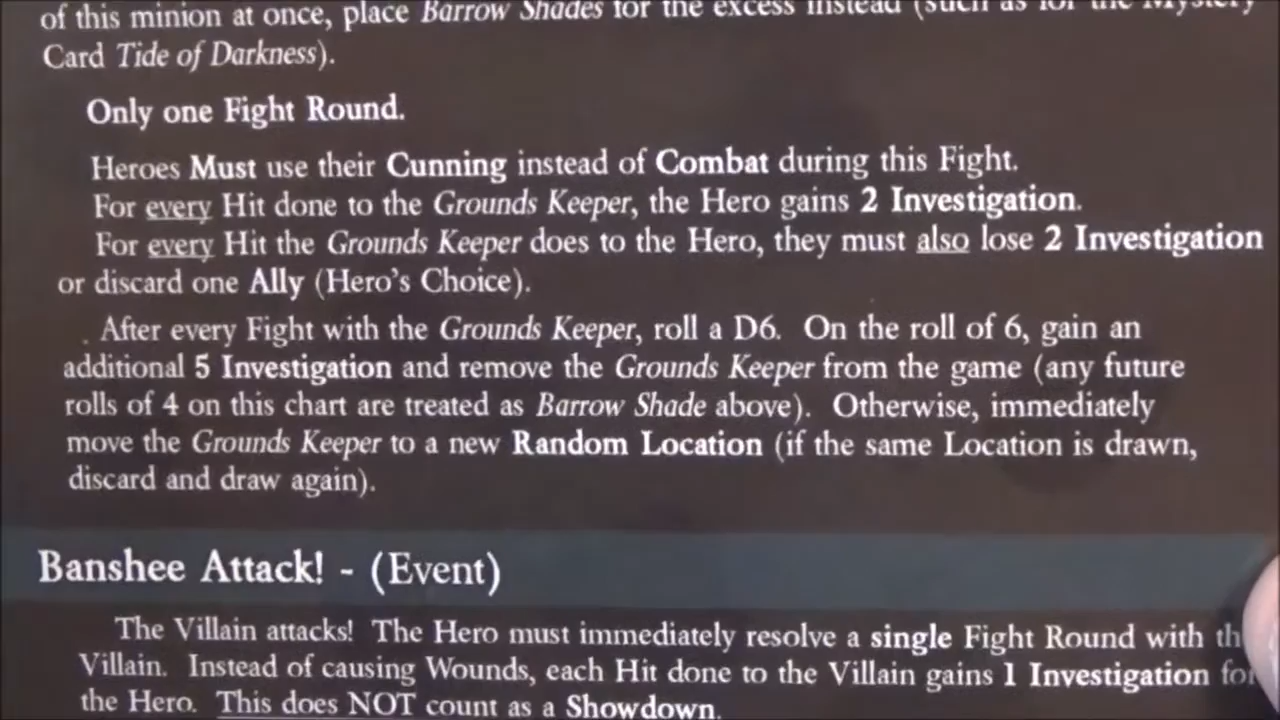 of this minion at once, place Barrow Shades for the excess instead (such as for the Mystery
Card Tide of Darkness).
Only one Fight Round.
Heroes Must use their Cunning instead of Combat during this Fight.
For every Hit done to the Grounds Keeper, the Hero gains 2 Investigation.
For every Hit the Grounds Keeper does to the Hero, they must also lose 2 Investigation
or discard one Ally (Hero's Choice).
After every Fight with the Grounds Keeper, roll a D6. On the roll of 6, gain an
additional 5 Investigation and remove the Grounds Keeper from the game (any future
rolls of 4 on this chart are treated as Barrow Shade above). Otherwise, immediately
move the Grounds Keeper to a new Random Location (if the same Location is drawn,
discard and draw again).
Banshee Attack! - (Event)
The Villain attacks! The Hero must immediately resolve a single Fight Round with th
Villain. Instead of causing Wounds, each Hit done to the Villain gains 1 Investigation for
the Hero. This does NOT count as a Showdown.